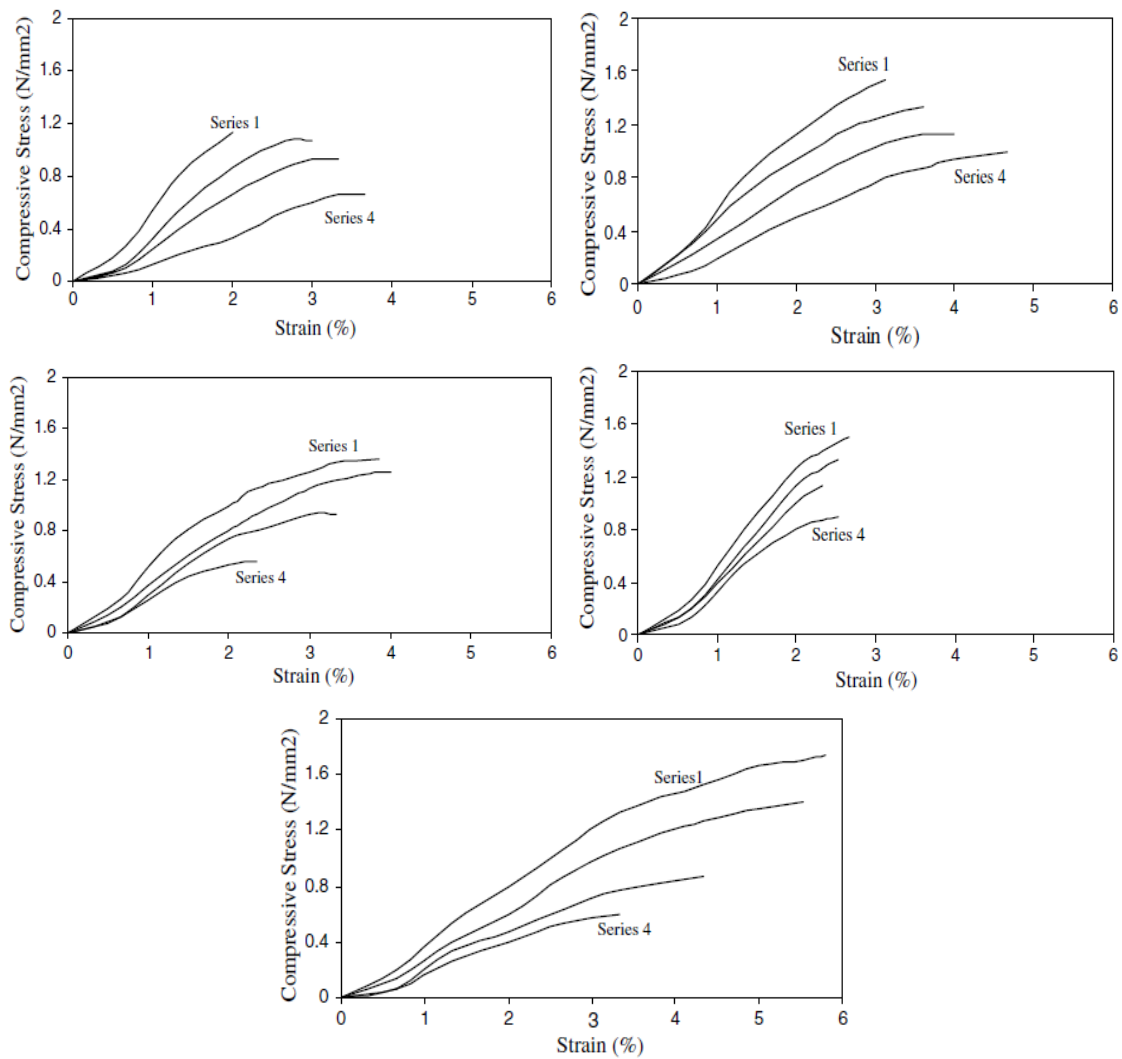 Compressive Stress (N/mm2)
2
1.6
1.2
0.8
0.4
0
Series 1
Series 4
0 1 2 3 4 5 6
Strain (%)
Compressive Stress (N/mm2)
2
1.6
1.2
0.8
0.4
0
Series 1
Series 4
0 1 2 3 4 5 6
Strain (%)
Compressive Stress (N/mm2)
2
1.6
1.2
0.8
0.4
0
Series 1
Series 4
0 1 2 3 4 5 6
Strain (%)
Compressive Stress (N/mm2)
2
1.6
1.2
0.8
0.4
0
Series 1
Series 4
0 1 2 3 4 5 6
Strain (%)
Compressive Stress (N/mm2)
2
1.6
1.2
0.8
0.4
0
Series1
Series 4
0 1 2 3 4 5 6
Strain (%)